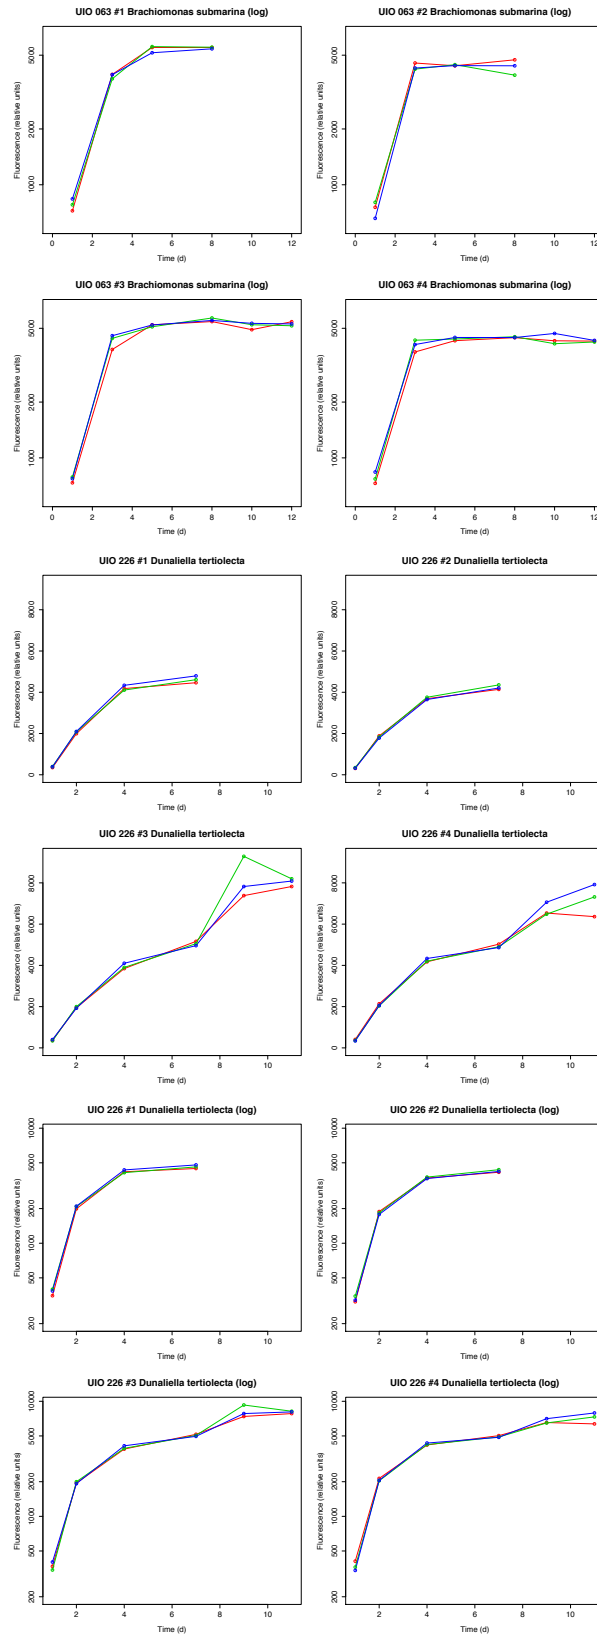 UIO 063 #1 Brachiomonas submarina (log)
Fluorescence (relative units)
5000
2000
1000
0 2 4 6 8 10 12
Time (d)
UIO 063 #2 Brachiomonas submarina (log)
Fluorescence (relative units)
5000
2000
1000
0 2 4 6 8 10 12
Time (d)
UIO 063 #3 Brachiomonas submarina (log)
Fluorescence (relative units)
5000
2000
1000
0 2 4 6 8 10 12
Time (d)
UIO 063 #4 Brachiomonas submarina (log)
Fluorescence (relative units)
5000
2000
1000
0 2 4 6 8 10 12
Time (d)
UIO 226 #1 Dunaliella tertiolecta
Fluorescence (relative units)
8000
6000
4000
2000
0
2 4 6 8 10
Time (d)
UIO 226 #2 Dunaliella tertiolecta
Fluorescence (relative units)
8000
6000
4000
2000
0
2 4 6 8 10
Time (d)
UIO 226 #3 Dunaliella tertiolecta
Fluorescence (relative units)
8000
6000
4000
2000
0
2 4 6 8 10
Time (d)
UIO 226 #4 Dunaliella tertiolecta
Fluorescence (relative units)
8000
6000
4000
2000
0
2 4 6 8 10
Time (d)
UIO 226 #1 Dunaliella tertiolecta (log)
Fluorescence (relative units)
10000
5000
2000
1000
500
200
2 4 6 8 10
Time (d)
UIO 226 #2 Dunaliella tertiolecta (log)
Fluorescence (relative units)
10000
5000
2000
1000
500
200
2 4 6 8 10
Time (d)
UIO 226 #3 Dunaliella tertiolecta (log)
Fluorescence (relative units)
10000
5000
2000
1000
500
200
2 4 6 8 10
Time (d)
UIO 226 #4 Dunaliella tertiolecta (log)
Fluorescence (relative units)
10000
5000
2000
1000
500
200
2 4 6 8 10
Time (d)